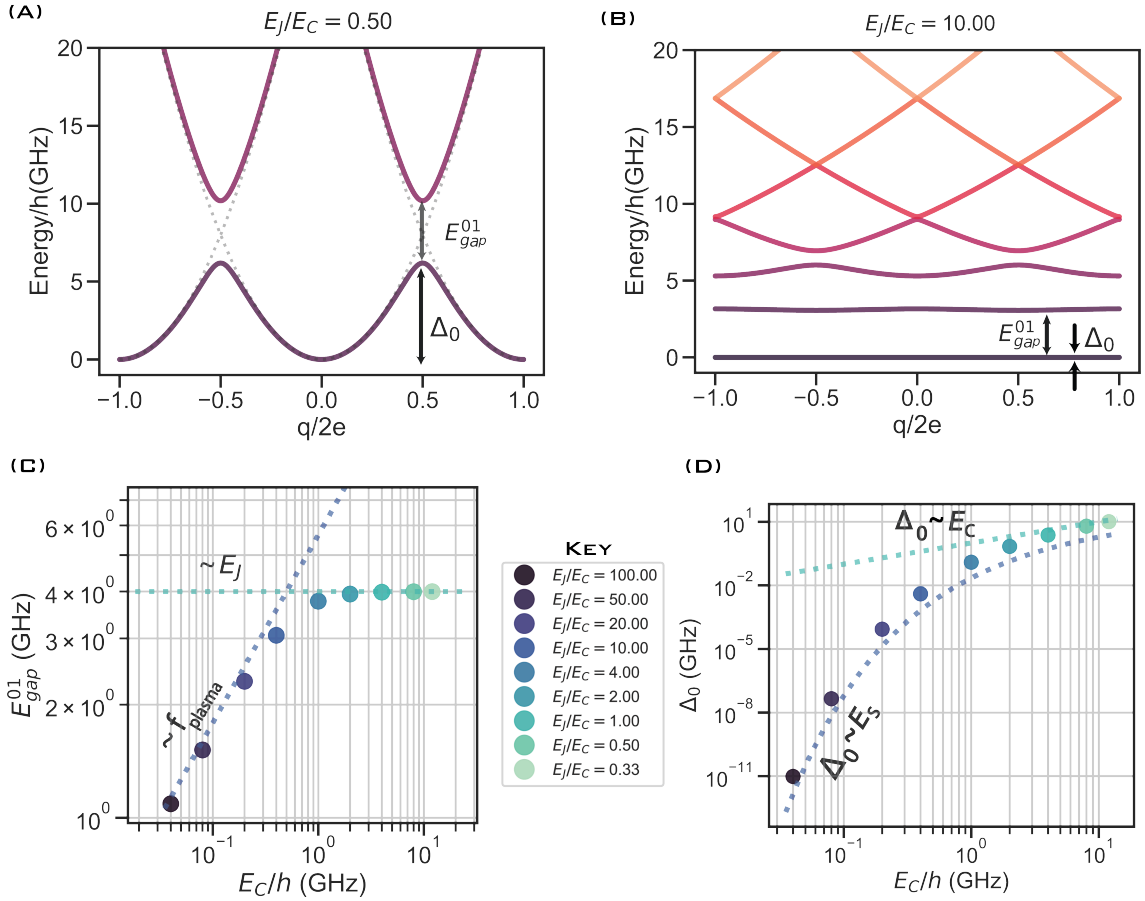 (A)
E_J/E_C = 0.50
20
15
10
5
0
Energy/h(GHz)
E^{01}_{gap}
Δ_0
−1.0
−0.5
0.0
0.5
1.0
q/2e
(B)
E_J/E_C = 10.00
20
15
10
5
0
Energy/h(GHz)
E^{01}_{gap}
Δ_0
−1.0
−0.5
0.0
0.5
1.0
q/2e
(C)
6 × 10^0
4 × 10^0
3 × 10^0
2 × 10^0
10^0
E^{01}_{gap} (GHz)
~ E_J
~ f_{plasma}
10^{−1}
10^0
10^1
E_C/h (GHz)
KEY
E_J/E_C = 100.00
E_J/E_C = 50.00
E_J/E_C = 20.00
E_J/E_C = 10.00
E_J/E_C = 4.00
E_J/E_C = 2.00
E_J/E_C = 1.00
E_J/E_C = 0.50
E_J/E_C = 0.33
(D)
10^1
10^{−2}
10^{−5}
10^{−8}
10^{−11}
Δ_0 (GHz)
Δ_0 ~ E_C
Δ_0 ~ E_S
10^{−1}
10^0
10^1
E_C/h (GHz)